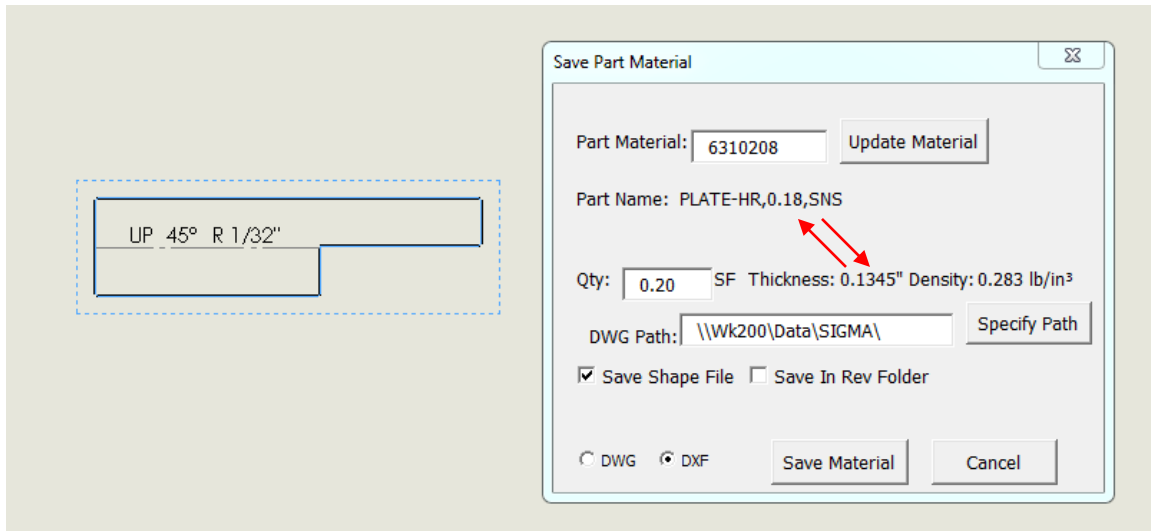 UP 45° R 1/32"
Save Part Material
Part Material: 6310208 Update Material
Part Name: PLATE-HR,0.18,SNS
Qty: 0.20 SF Thickness: 0.1345" Density: 0.283 lb/in³
DWG Path: \\Wk200\Data\SIGMA\ Specify Path
Save Shape File Save In Rev Folder
DWG DXF Save Material Cancel